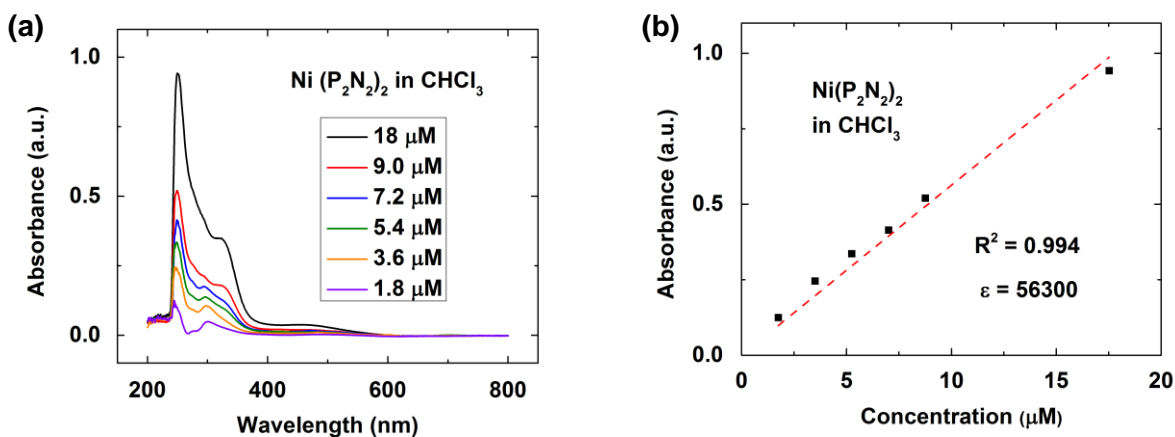 (a)
Absorbance (a.u.)
1.0
0.5
0.0
Ni (P₂N₂)₂ in CHCl₃
18 μM
9.0 μM
7.2 μM
5.4 μM
3.6 μM
1.8 μM
200 400 600 800
Wavelength (nm)
(b)
Absorbance (a.u.)
1.0
0.5
0.0
Ni(P₂N₂)₂
in CHCl₃
R² = 0.994
ε = 56300
0 5 10 15 20
Concentration (μM)